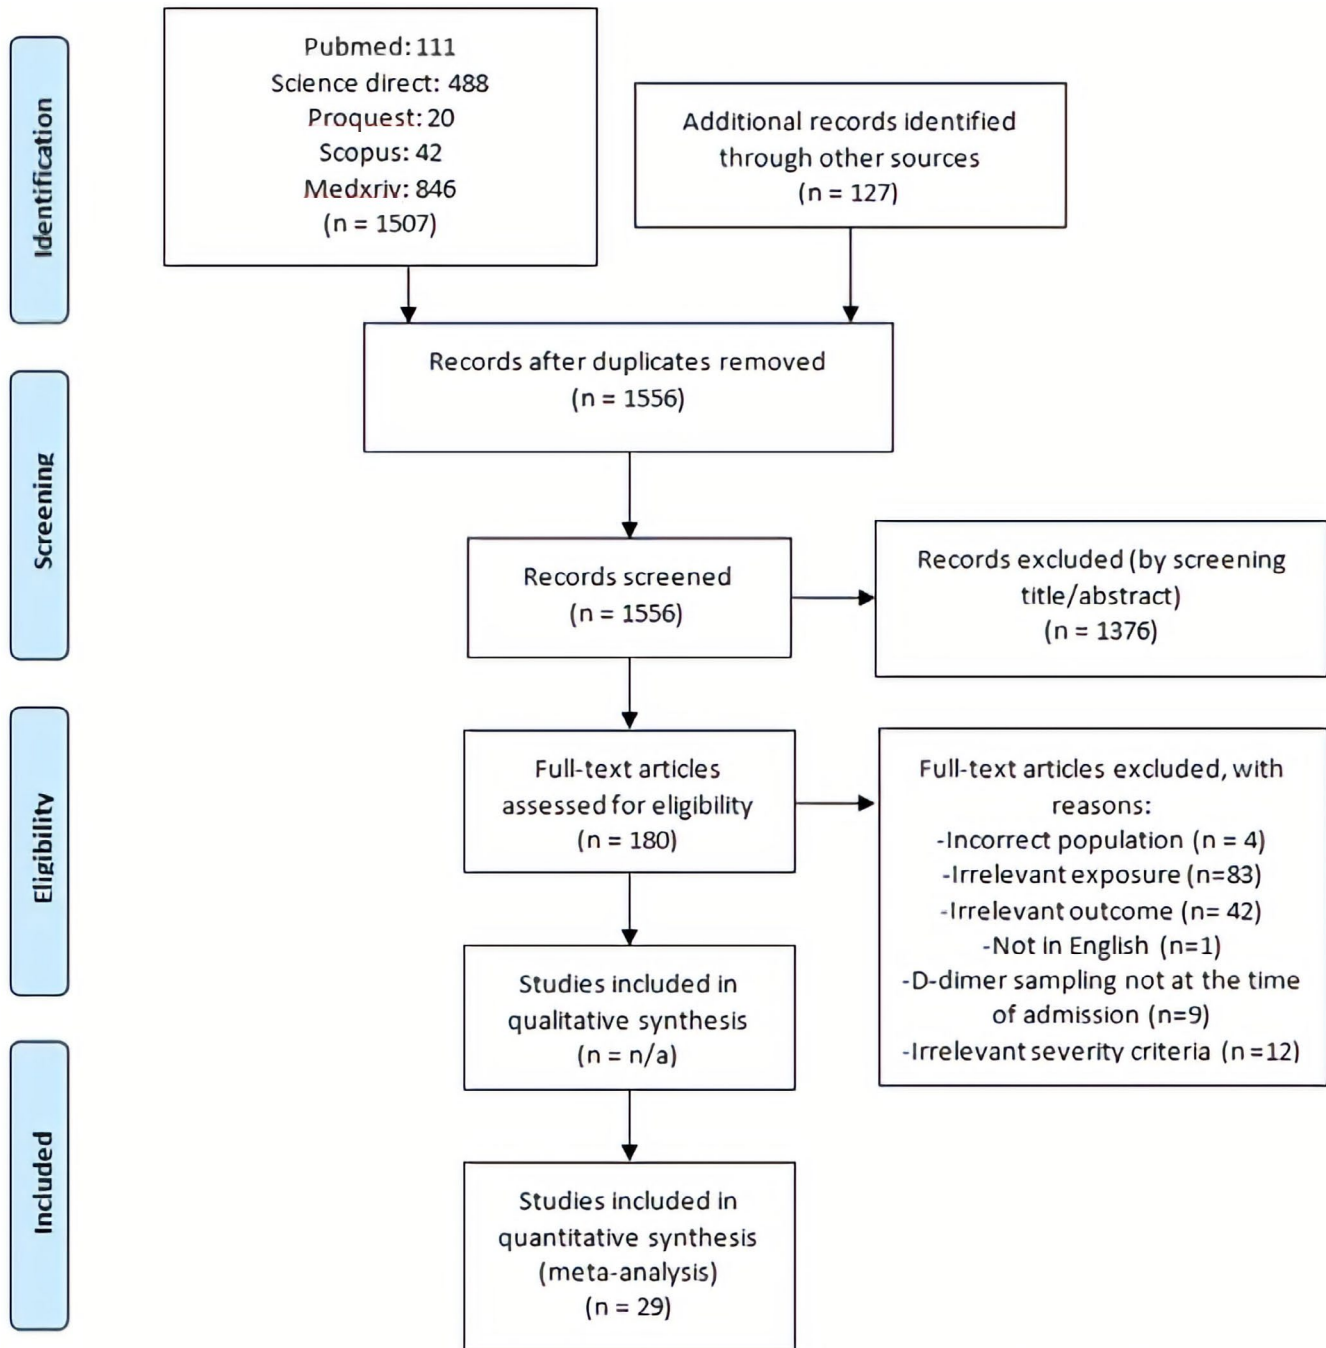 Identification
Pubmed: 111
Science direct: 488
Proquest: 20
Scopus: 42
Medxriv: 846
(n = 1507)
Additional records identified
through other sources
(n = 127)
Records after duplicates removed
(n = 1556)
Screening
Records screened
(n = 1556)
Records excluded (by screening
title/abstract)
(n = 1376)
Eligibility
Full-text articles
assessed for eligibility
(n = 180)
Full-text articles excluded, with
reasons:
-Incorrect population (n = 4)
-Irrelevant exposure (n=83)
-Irrelevant outcome (n= 42)
-Not in English (n=1)
-D-dimer sampling not at the time
of admission (n=9)
-Irrelevant severity criteria (n =12)
Studies included in
qualitative synthesis
(n = n/a)
Included
Studies included in
quantitative synthesis
(meta-analysis)
(n = 29)